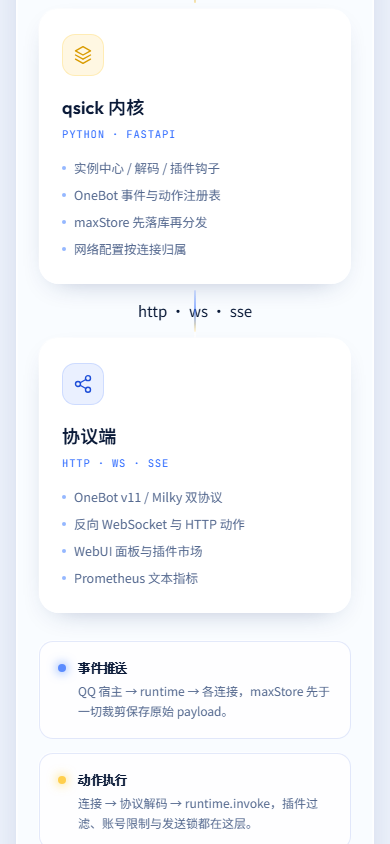 qsick 内核
PYTHON · FASTAPI
实例中心 / 解码 / 插件钩子
OneBot 事件与动作注册表
maxStore 先落库再分发
网络配置按连接归属
http · ws · sse
协议端
HTTP · WS · SSE
OneBot v11 / Milky 双协议
反向 WebSocket 与 HTTP 动作
WebUI 面板与插件市场
Prometheus 文本指标
事件推送
QQ 宿主 → runtime → 各连接，maxStore 先于
一切裁剪保存原始 payload。
动作执行
连接 → 协议解码 → runtime.invoke，插件过
滤、账号限制与发送锁都在这层。